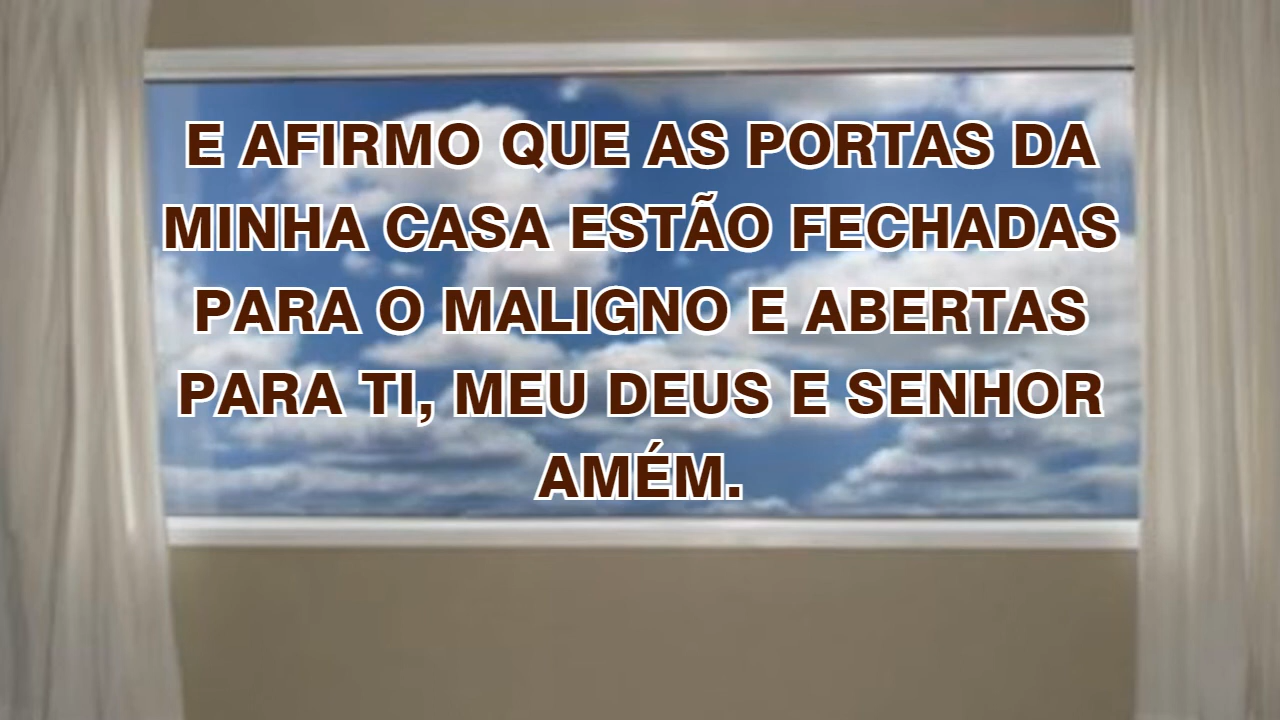 E AFIRMO QUE AS PORTAS DA
MINHA CASA ESTÃO FECHADAS
PARA O MALIGNO E ABERTAS
PARA TI, MEU DEUS E SENHOR
AMÉM.